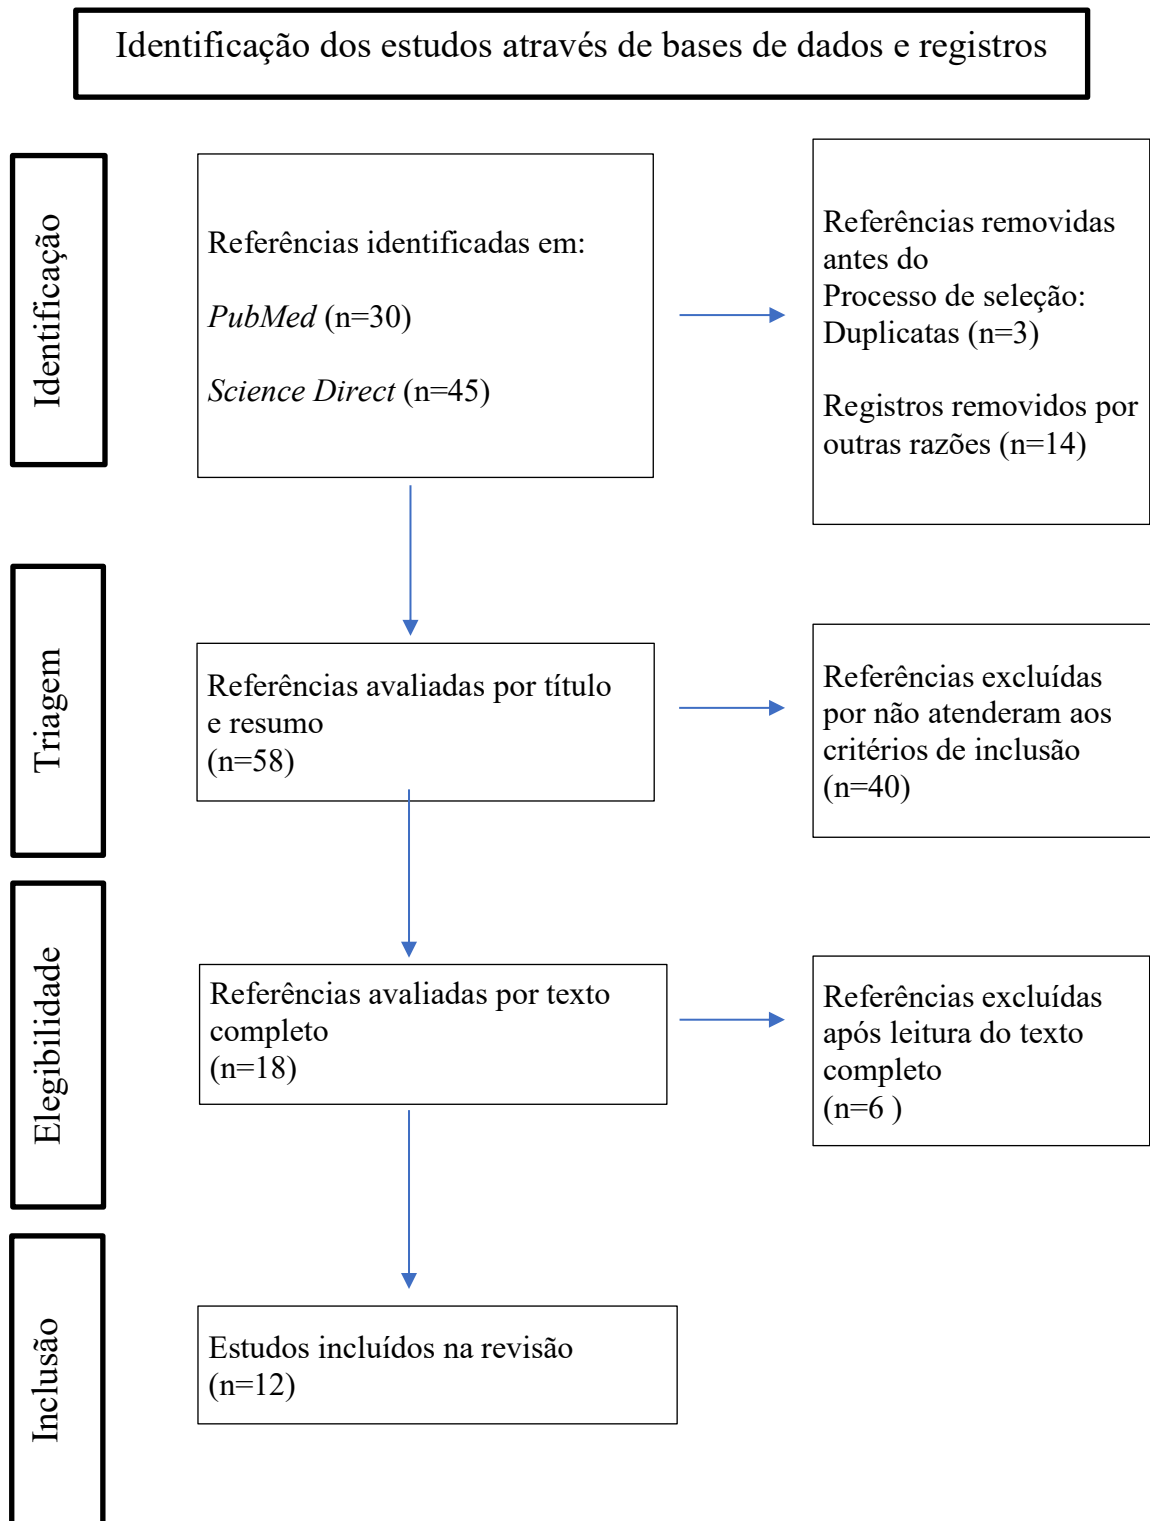 Identificação dos estudos através de bases de dados e registros
Identificação
Referências identificadas em:
PubMed (n=30)
Science Direct (n=45)
Referências removidas
antes do
Processo de seleção:
Duplicatas (n=3)
Registros removidos por
outras razões (n=14)
Triagem
Referências avaliadas por título
e resumo
(n=58)
Referências excluídas
por não atenderam aos
critérios de inclusão
(n=40)
Elegibilidade
Referências avaliadas por texto
completo
(n=18)
Referências excluídas
após leitura do texto
completo
(n=6 )
Inclusão
Estudos incluídos na revisão
(n=12)